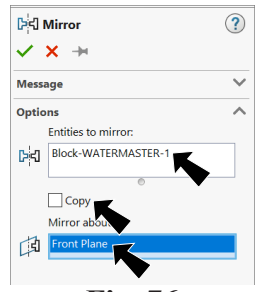 Mirror
?
Message
Options
Entities to mirror:
Block-WATERMASTER-1
Copy
Mirror about
Front Plane